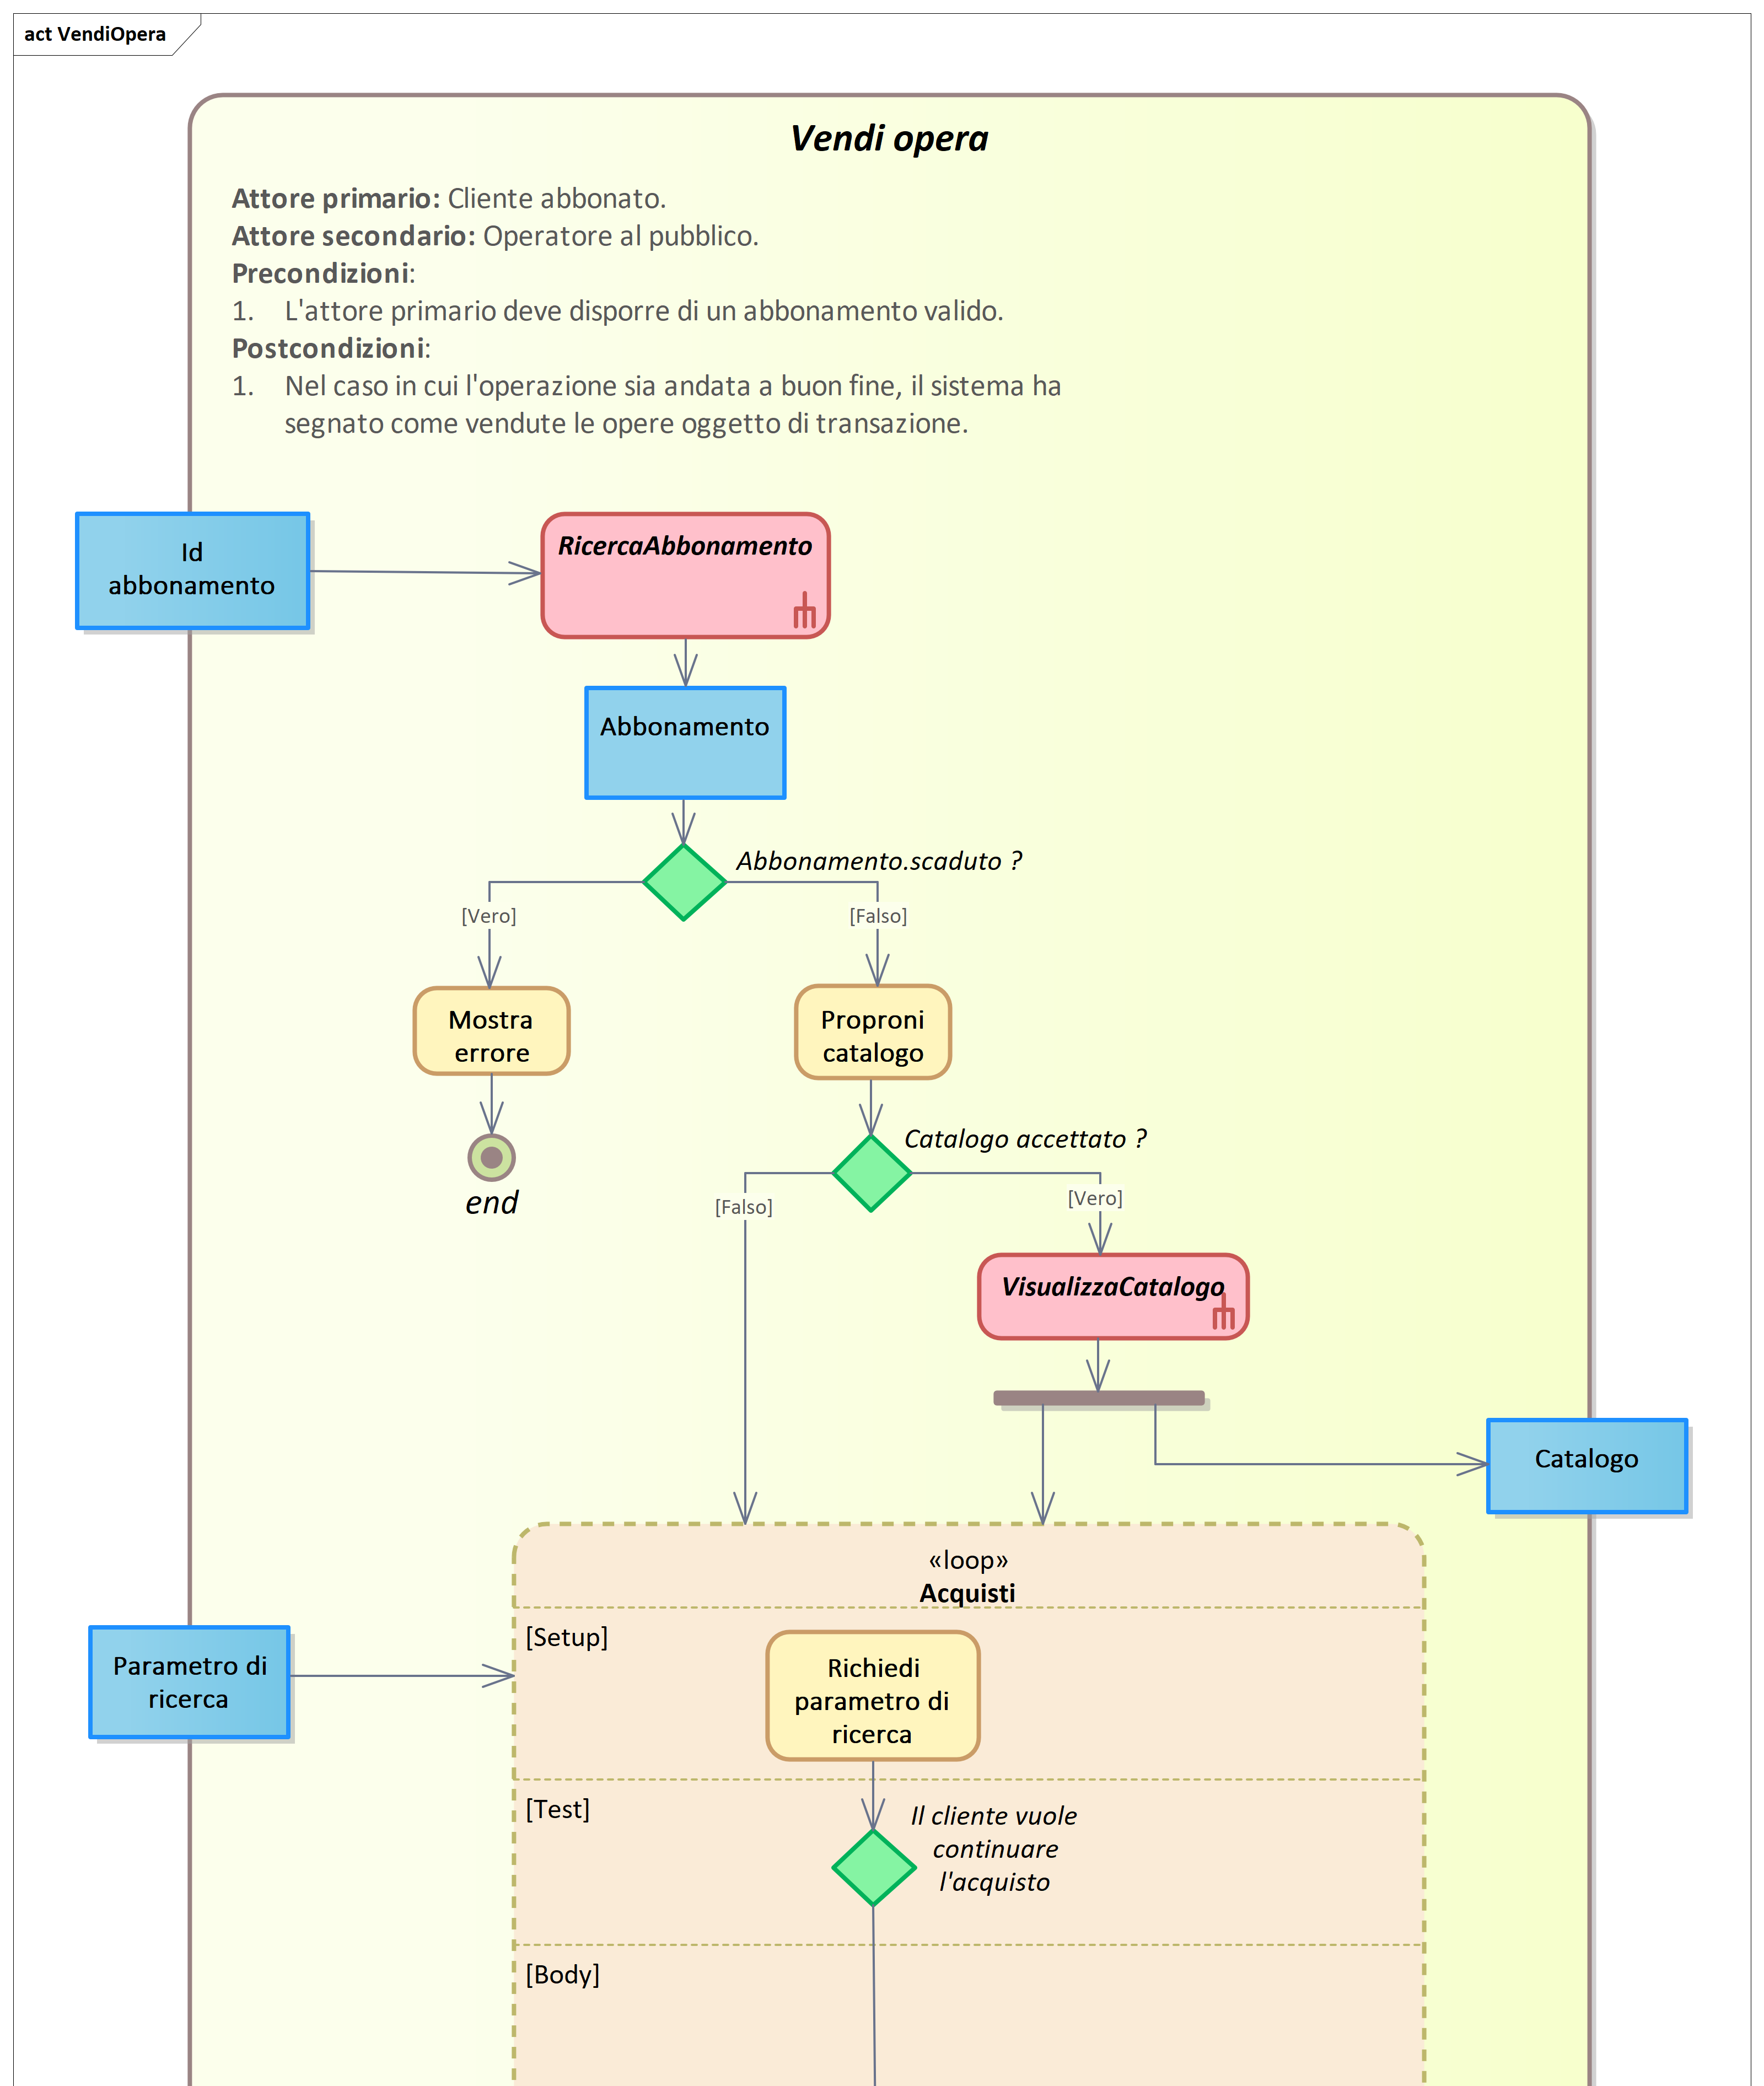 act VendiOpera
Vendi opera
Attore primario: Cliente abbonato.
Attore secondario: Operatore al pubblico.
Precondizioni:
1. L'attore primario deve disporre di un abbonamento valido.
Postcondizioni:
1. Nel caso in cui l'operazione sia andata a buon fine, il sistema ha
segnato come vendute le opere oggetto di transazione.
Id
abbonamento
RicercaAbbonamento
Abbonamento
Abbonamento.scaduto ?
[Vero]
[Falso]
Mostra
errore
Proproni
catalogo
end
Catalogo accettato ?
[Falso]
[Vero]
VisualizzaCatalogo
Catalogo
«loop»
Acquisti
[Setup]
Parametro di
ricerca
Richiedi
parametro di
ricerca
[Test]
Il cliente vuole
continuare
l'acquisto
[Body]